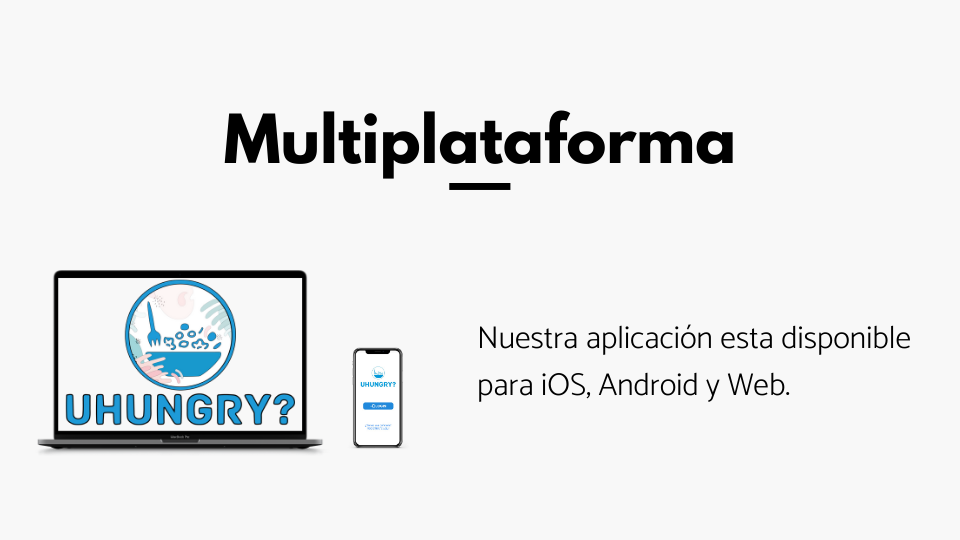 Multiplataforma
UHUNGRY?
UHUNGRY?
Nuestra aplicación esta disponible
para iOS, Android y Web.